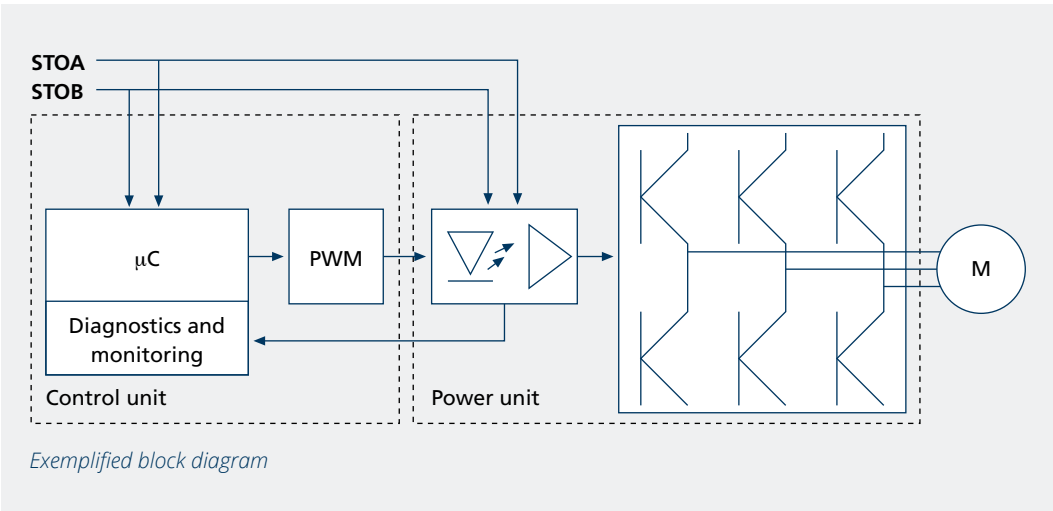 STOA
STOB
μC
PWM
M
Diagnostics and
monitoring
Control unit
Power unit
Exemplified block diagram